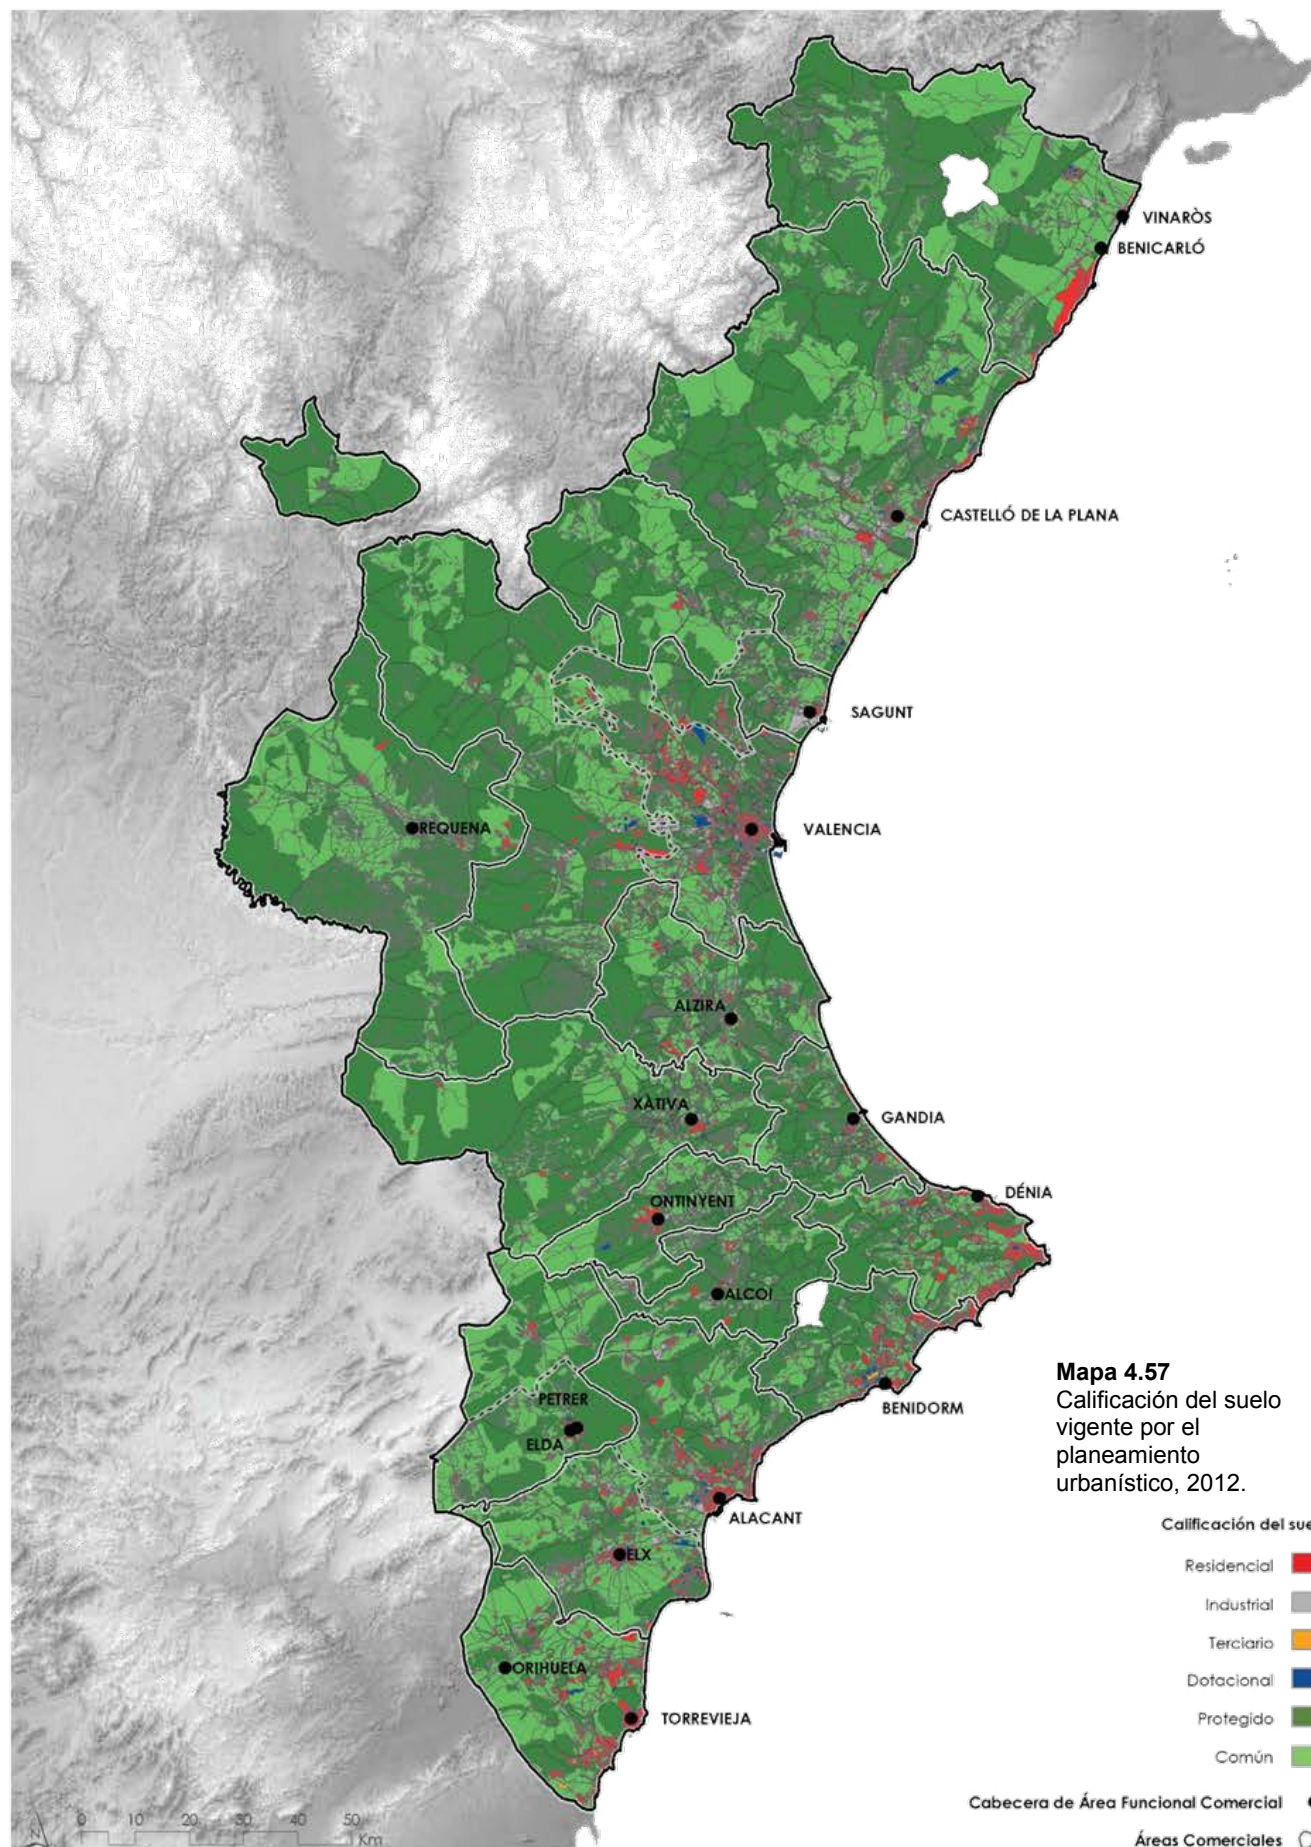 VINARÒS
BENICARLÓ
CASTELLÓ DE LA PLANA
SAGUNT
REQUENA
VALENCIA
ALZIRA
XÀTIVA
GANDIA
DÉNIA
ONTINYENT
ALCOI
Mapa 4.57
Calificación del suelo
vigente por el
planeamiento
urbanístico, 2012.
PETRER
BENIDORM
ELDA
ALACANT
Calificación del sue
ELX
Residencial
Industrial
Terciario
ORIHUELA
Dotacional
TORREVIEJA
Protegido
Común
Cabecera de Área Funcional Comercial
0 10 20 30 40 50
Km
N
Áreas Comerciales